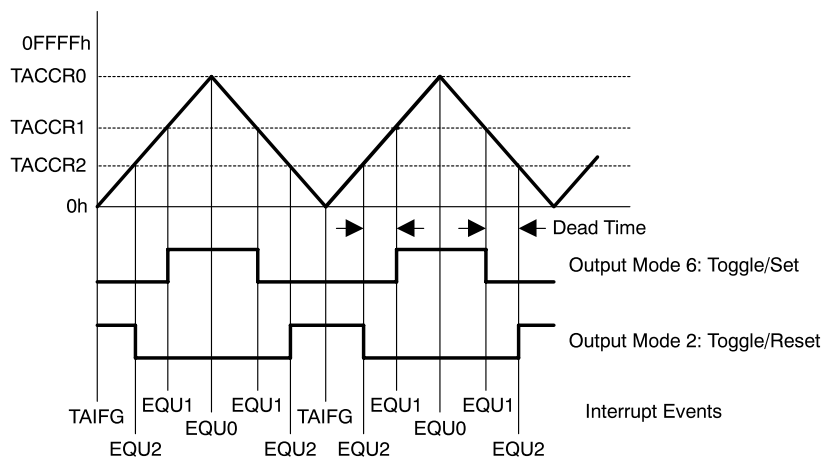 0FFFFh
TACCR0
TACCR1
TACCR2
0h
Dead Time
Output Mode 6: Toggle/Set
Output Mode 2: Toggle/Reset
TAIFG EQU1 EQU1 TAIFG EQU1 EQU1 Interrupt Events
EQU0 EQU0
EQU2 EQU2 EQU2 EQU2